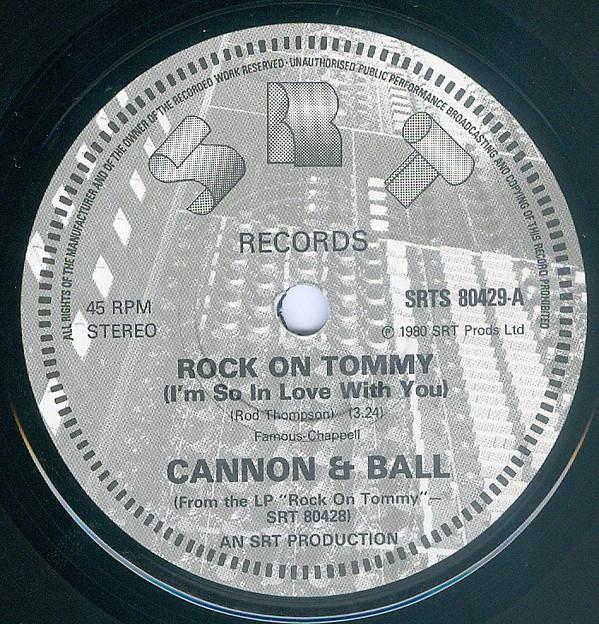 ALL RIGHTS OF THE MANUFACTURER AND OF THE OWNER OF THE RECORDED WORK RESERVED · UNAUTHORISED PUBLIC PERFORMANCE BROADCASTING AND COPYING OF THIS RECORD PROHIBITED
SRT
RECORDS
45 RPM
STEREO
SRTS 80429-A
℗ 1980 SRT Prods Ltd
ROCK ON TOMMY
(I'm So In Love With You)
(Rod Thompson) (3.24)
Famous-Chappell
CANNON & BALL
(From the LP "Rock On Tommy"—
SRT 80428)
AN SRT PRODUCTION